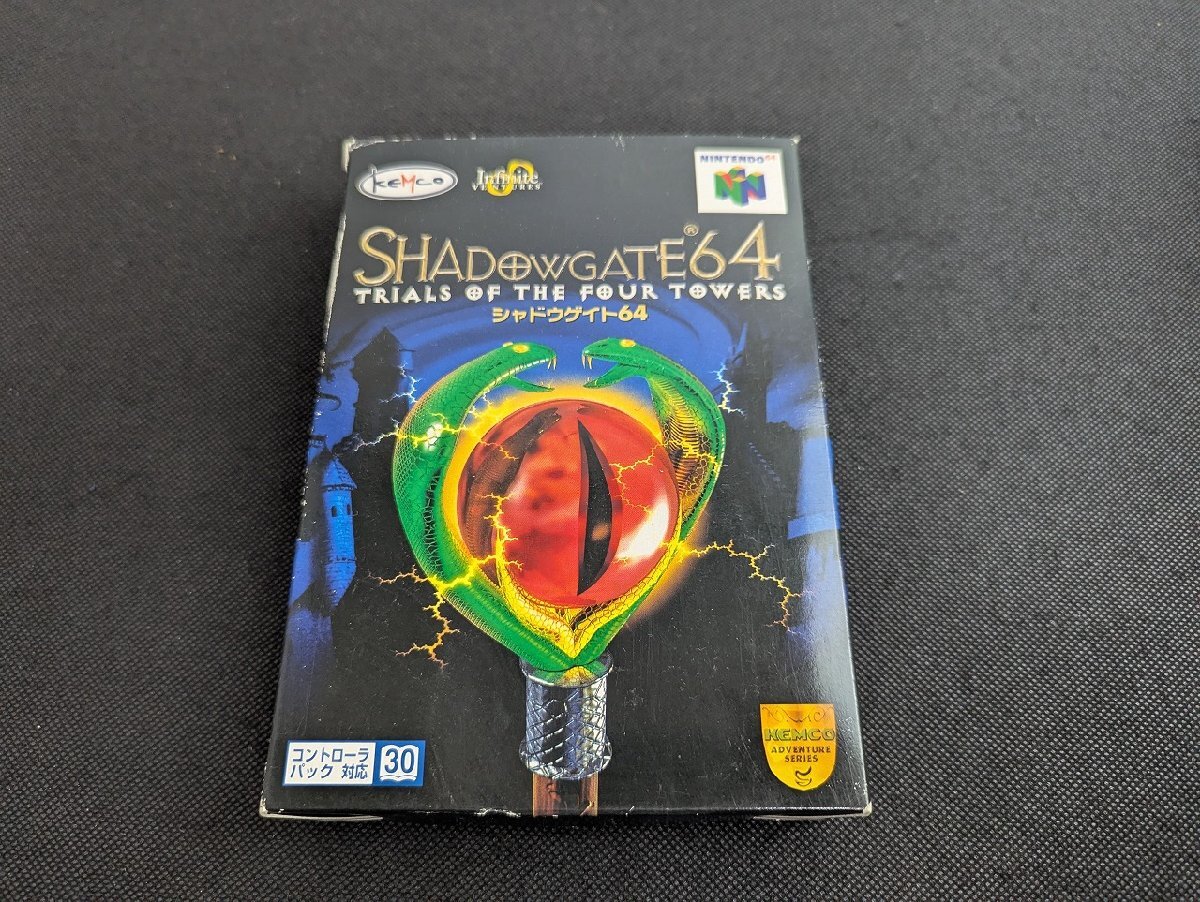 KEMCO
Infinite
VENTURES
NINTENDO64
SHADOWGATE®64
TRIALS OF THE FOUR TOWERS
シャドウゲイト64
コントローラ
パック 対応 30
KEMCO
ADVENTURE
SERIES